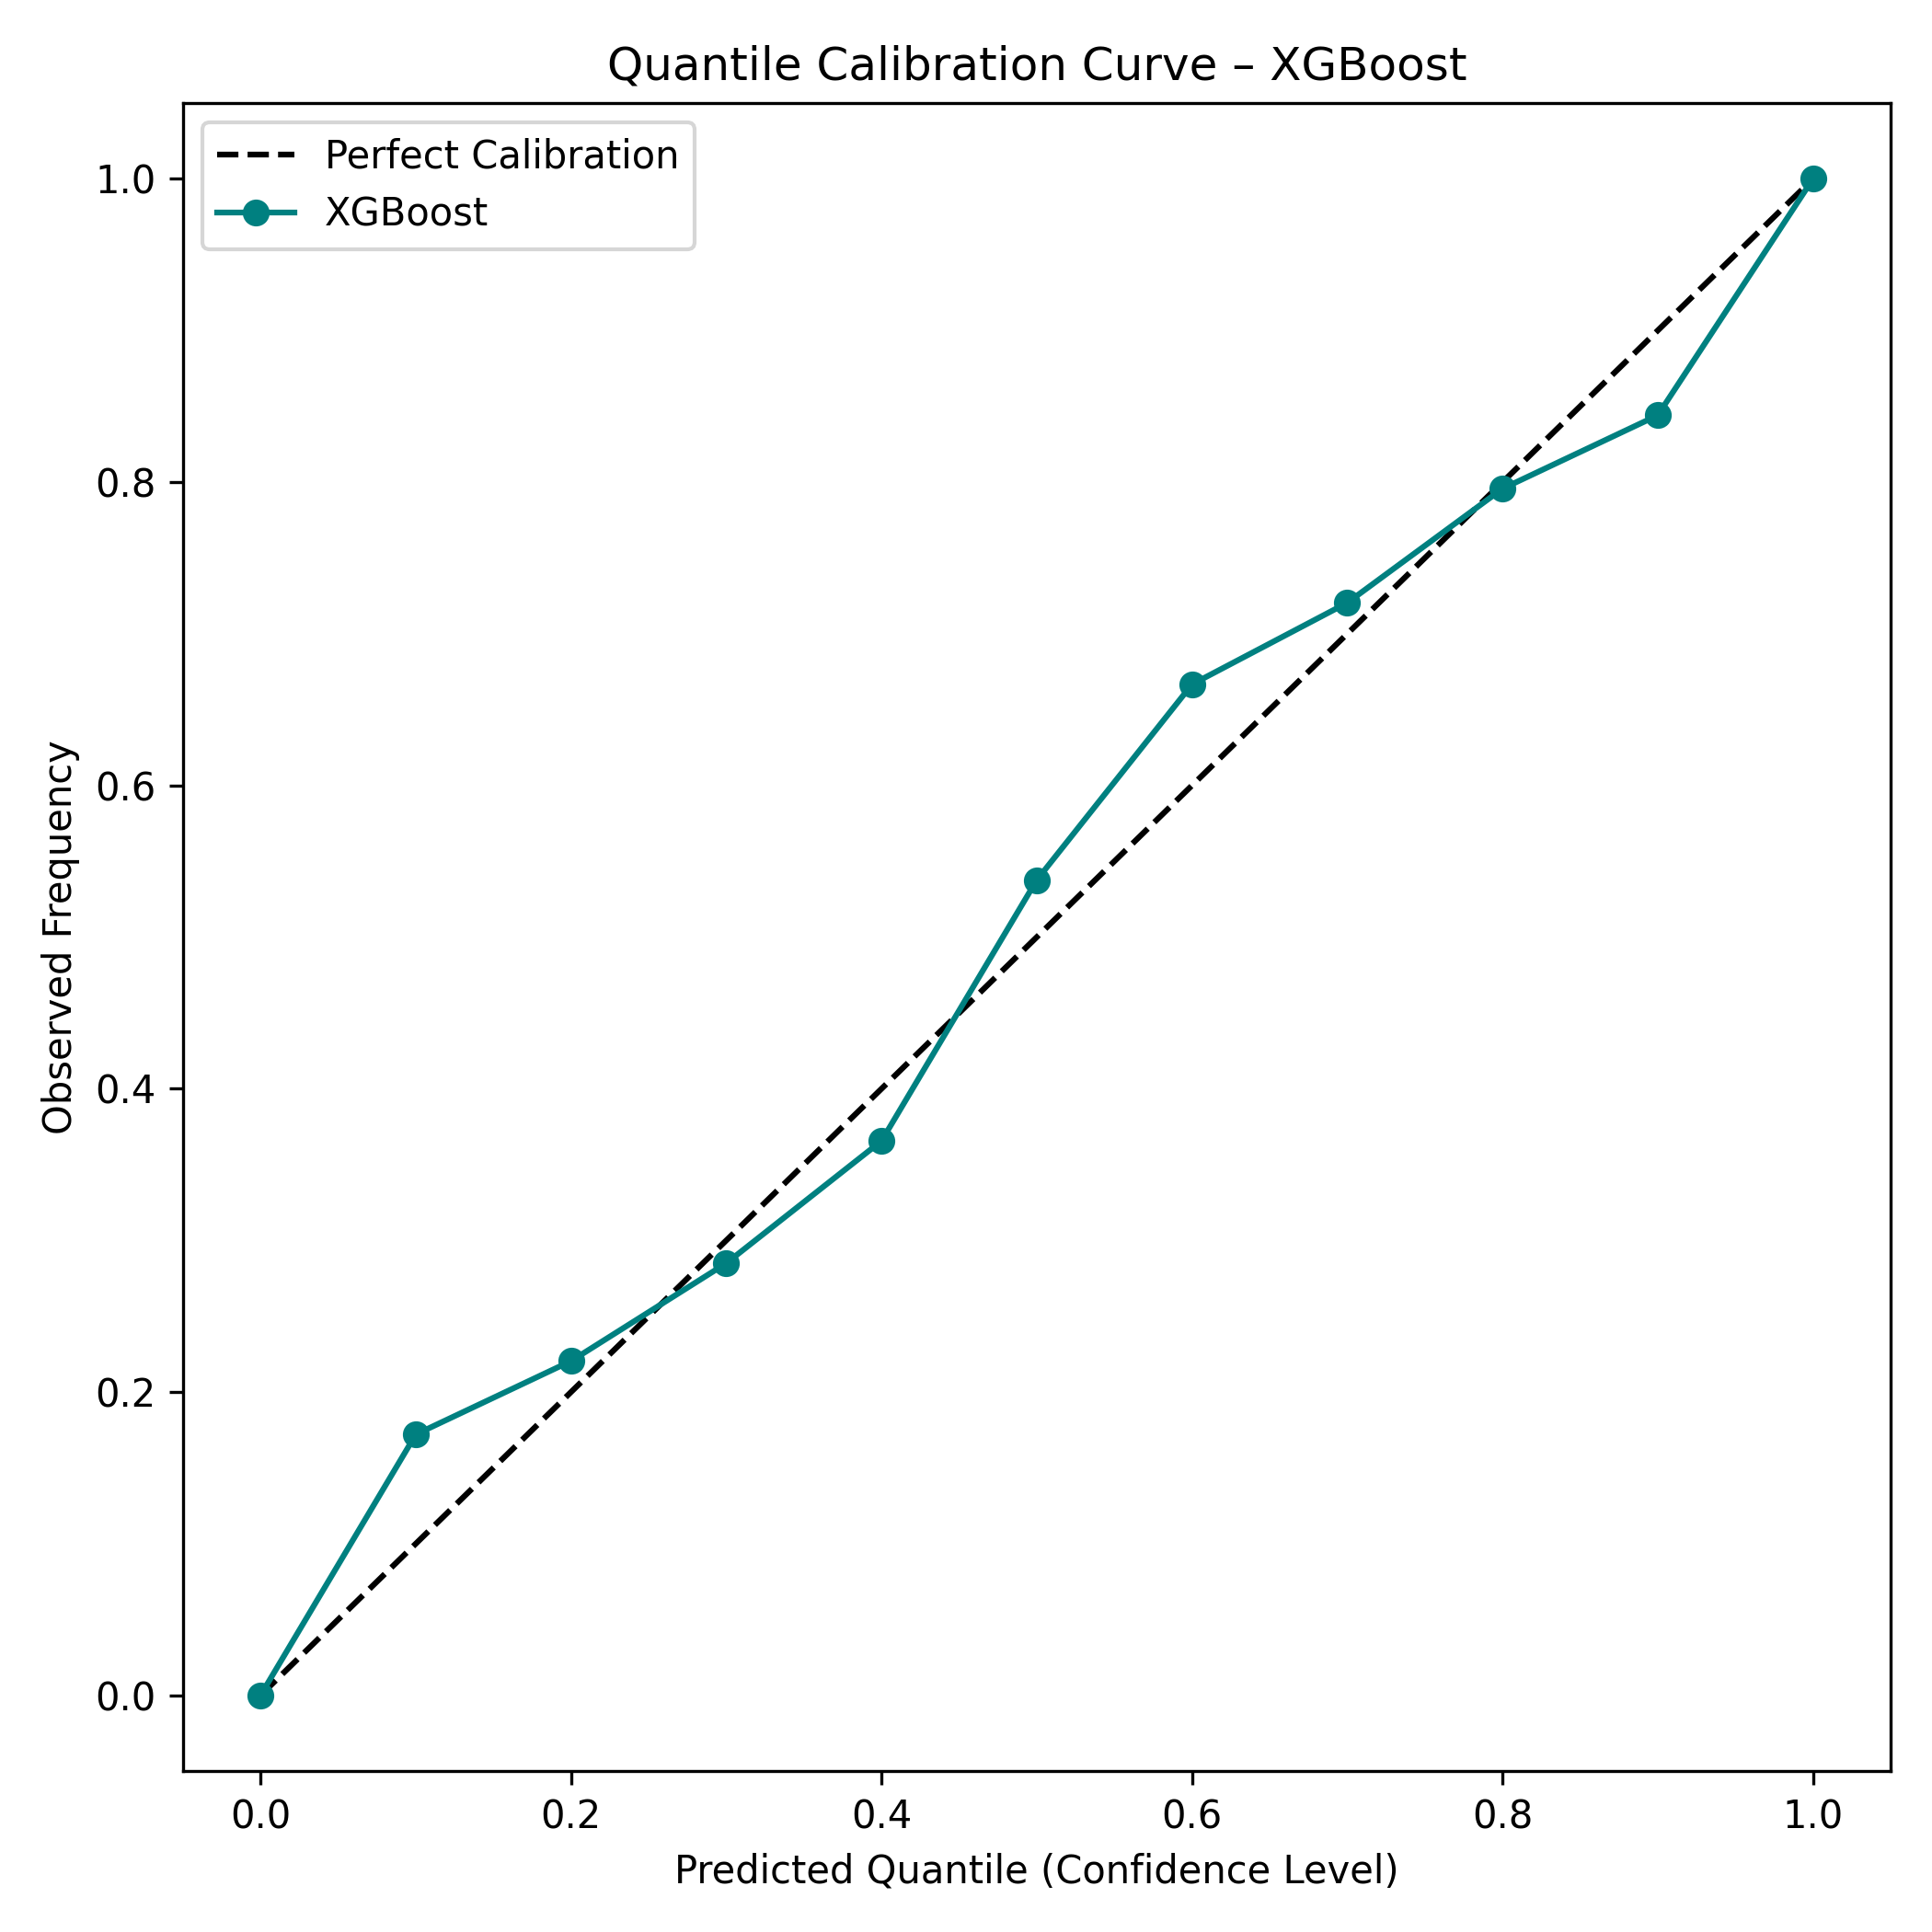 Quantile Calibration Curve – XGBoost
Perfect Calibration
XGBoost
1.0
0.8
0.6
0.4
0.2
0.0
Observed Frequency
0.0 0.2 0.4 0.6 0.8 1.0
Predicted Quantile (Confidence Level)